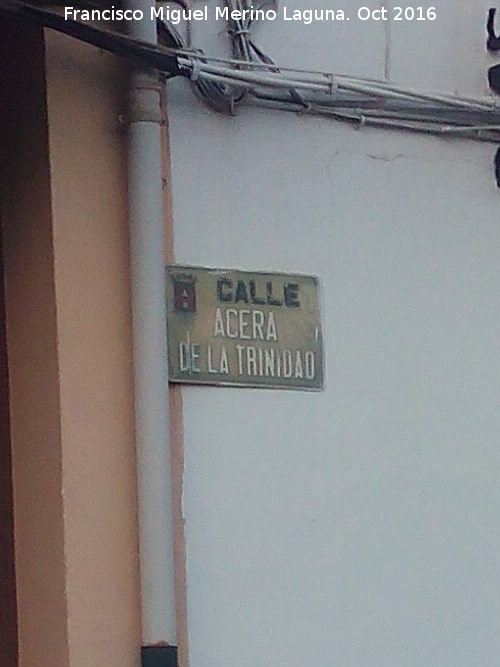 Francisco Miguel Merino Laguna. Oct 2016
CALLE
ACERA
DE LA TRINIDAD